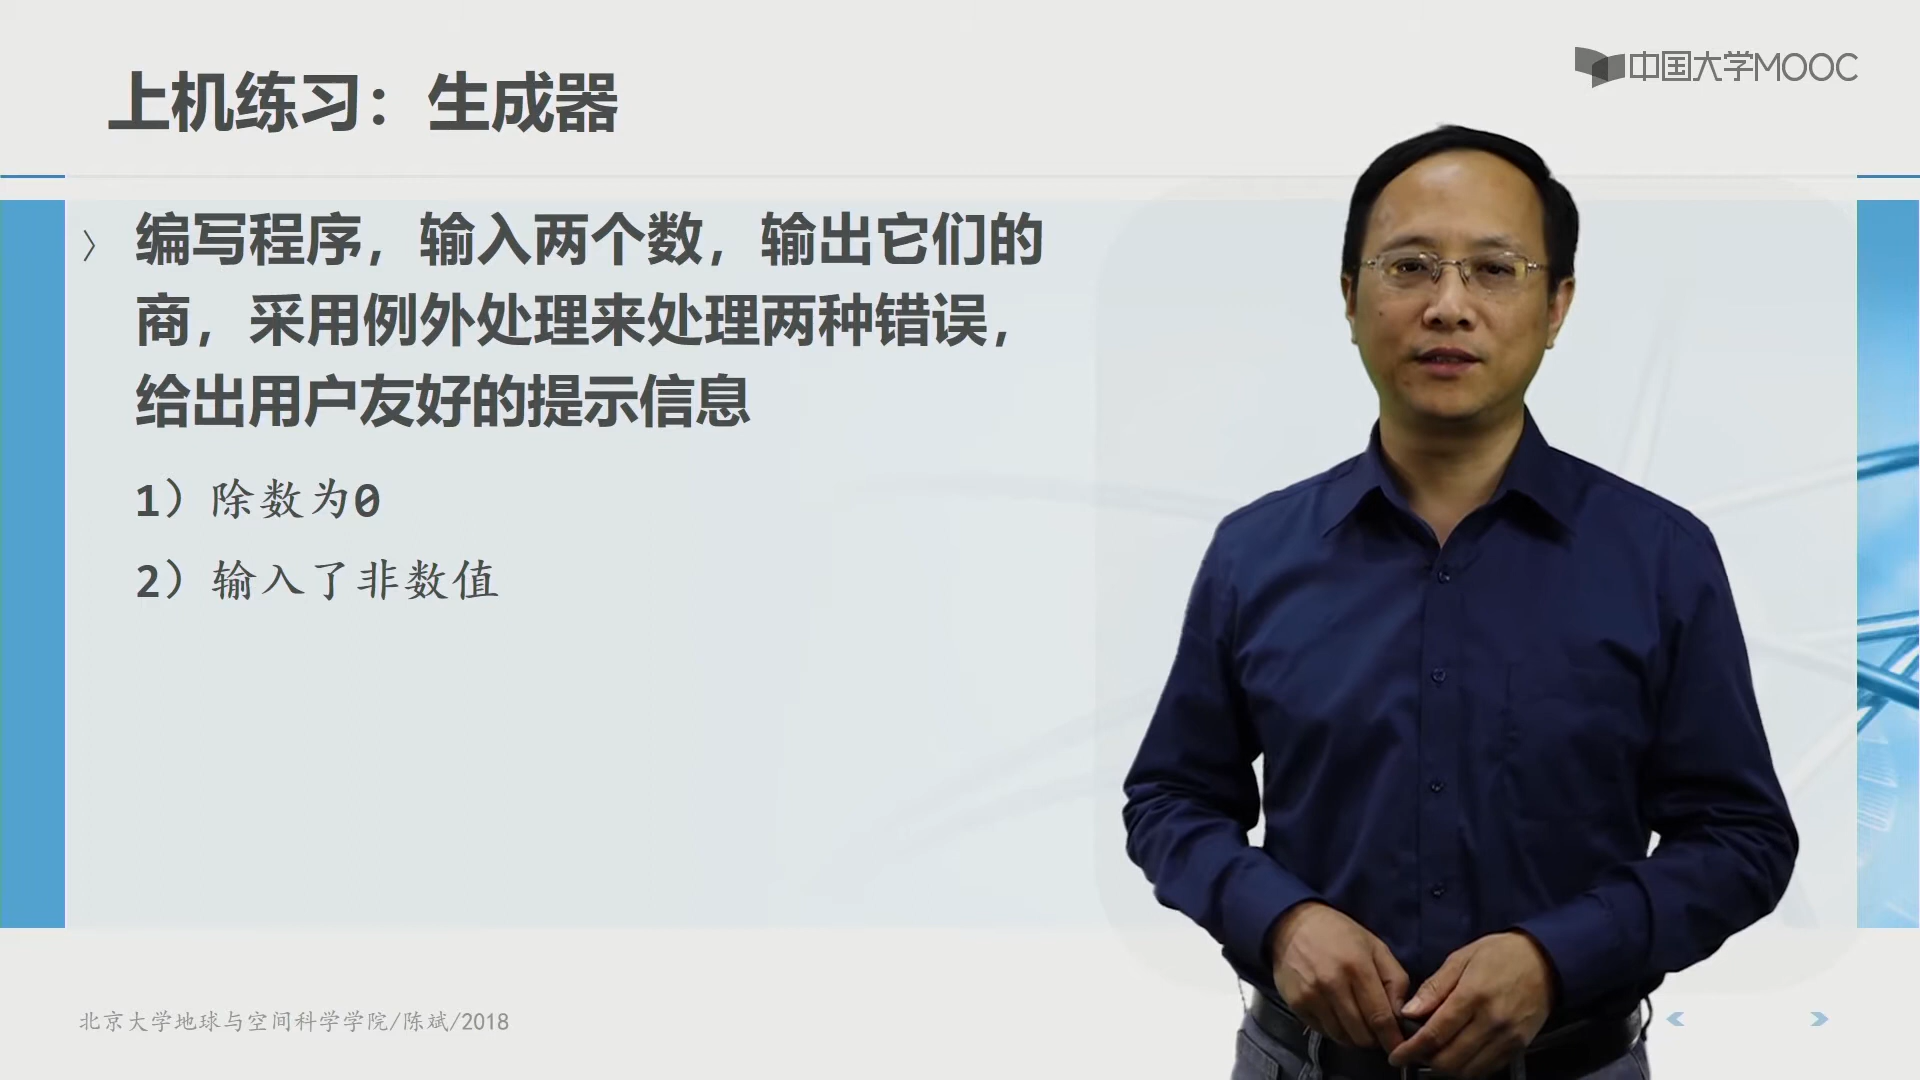 中国大学MOOC
上机练习：生成器
〉 编写程序，输入两个数，输出它们的
商，采用例外处理来处理两种错误，
给出用户友好的提示信息
1）除数为0
2）输入了非数值
北京大学地球与空间科学学院/陈斌/2018